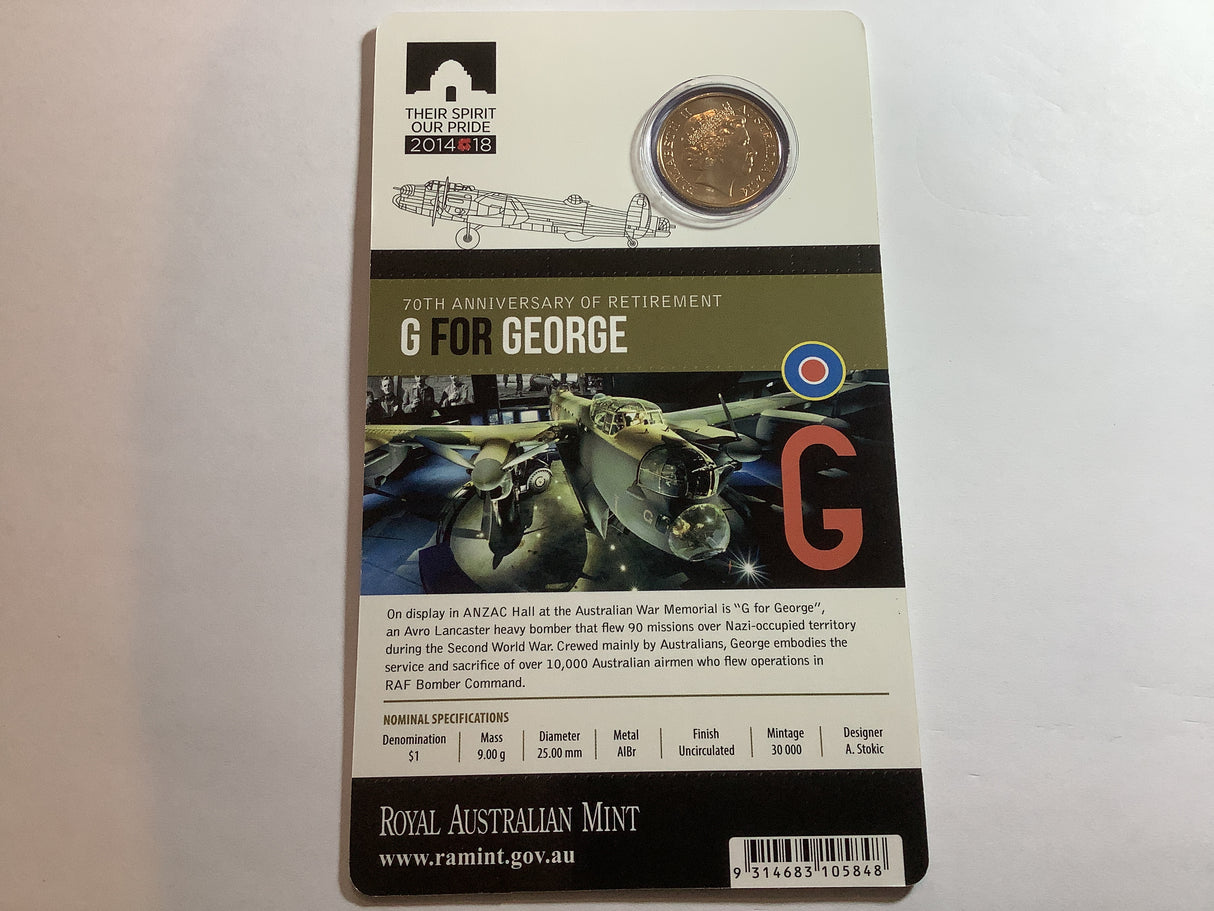 THEIR SPIRIT
OUR PRIDE
2014 18
ELIZABETH II AUSTRALIA 2014
70TH ANNIVERSARY OF RETIREMENT
G FOR GEORGE
G
G
On display in ANZAC Hall at the Australian War Memorial is “G for George”,
an Avro Lancaster heavy bomber that flew 90 missions over Nazi-occupied territory
during the Second World War. Crewed mainly by Australians, George embodies the
service and sacrifice of over 10,000 Australian airmen who flew operations in
RAF Bomber Command.
NOMINAL SPECIFICATIONS
Denomination Mass Diameter Metal Finish Mintage Designer
$1 9.00 g 25.00 mm AlBr Uncirculated 30 000 A. Stokic
ROYAL AUSTRALIAN MINT
www.ramint.gov.au
9 314683 105848